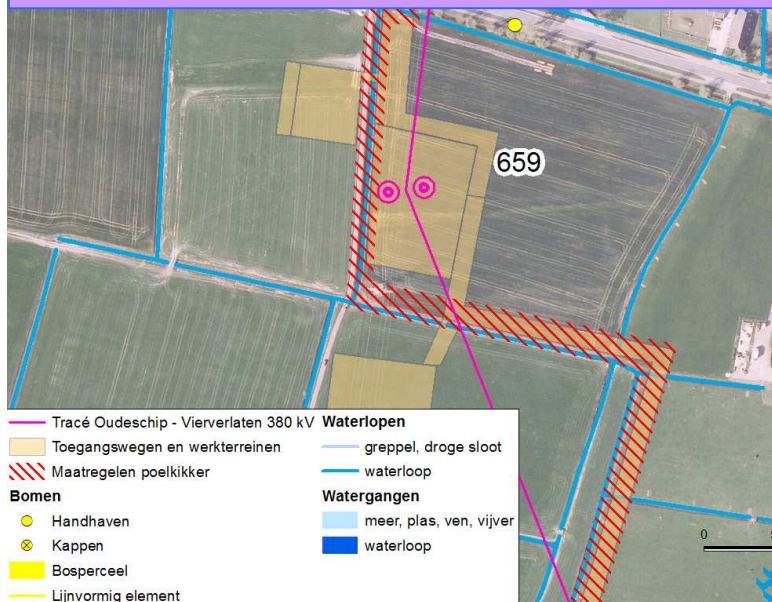 659
Tracé Oudeschip - Vierverlaten 380 kV
Toegangswegen en werkterreinen
Maatregelen poelkikker
Bomen
Handhaven
Kappen
Bosperceel
Lijnvormig element
Waterlopen
greppel, droge sloot
waterloop
Watergangen
meer, plas, ven, vijver
waterloop
0